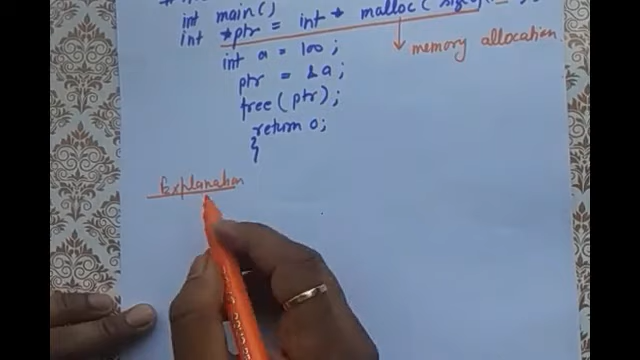 int main()
int *ptr = int* malloc(
int a = 100;
memory allocation
ptr = &a;
free(ptr);
return 0;
}
Explanation